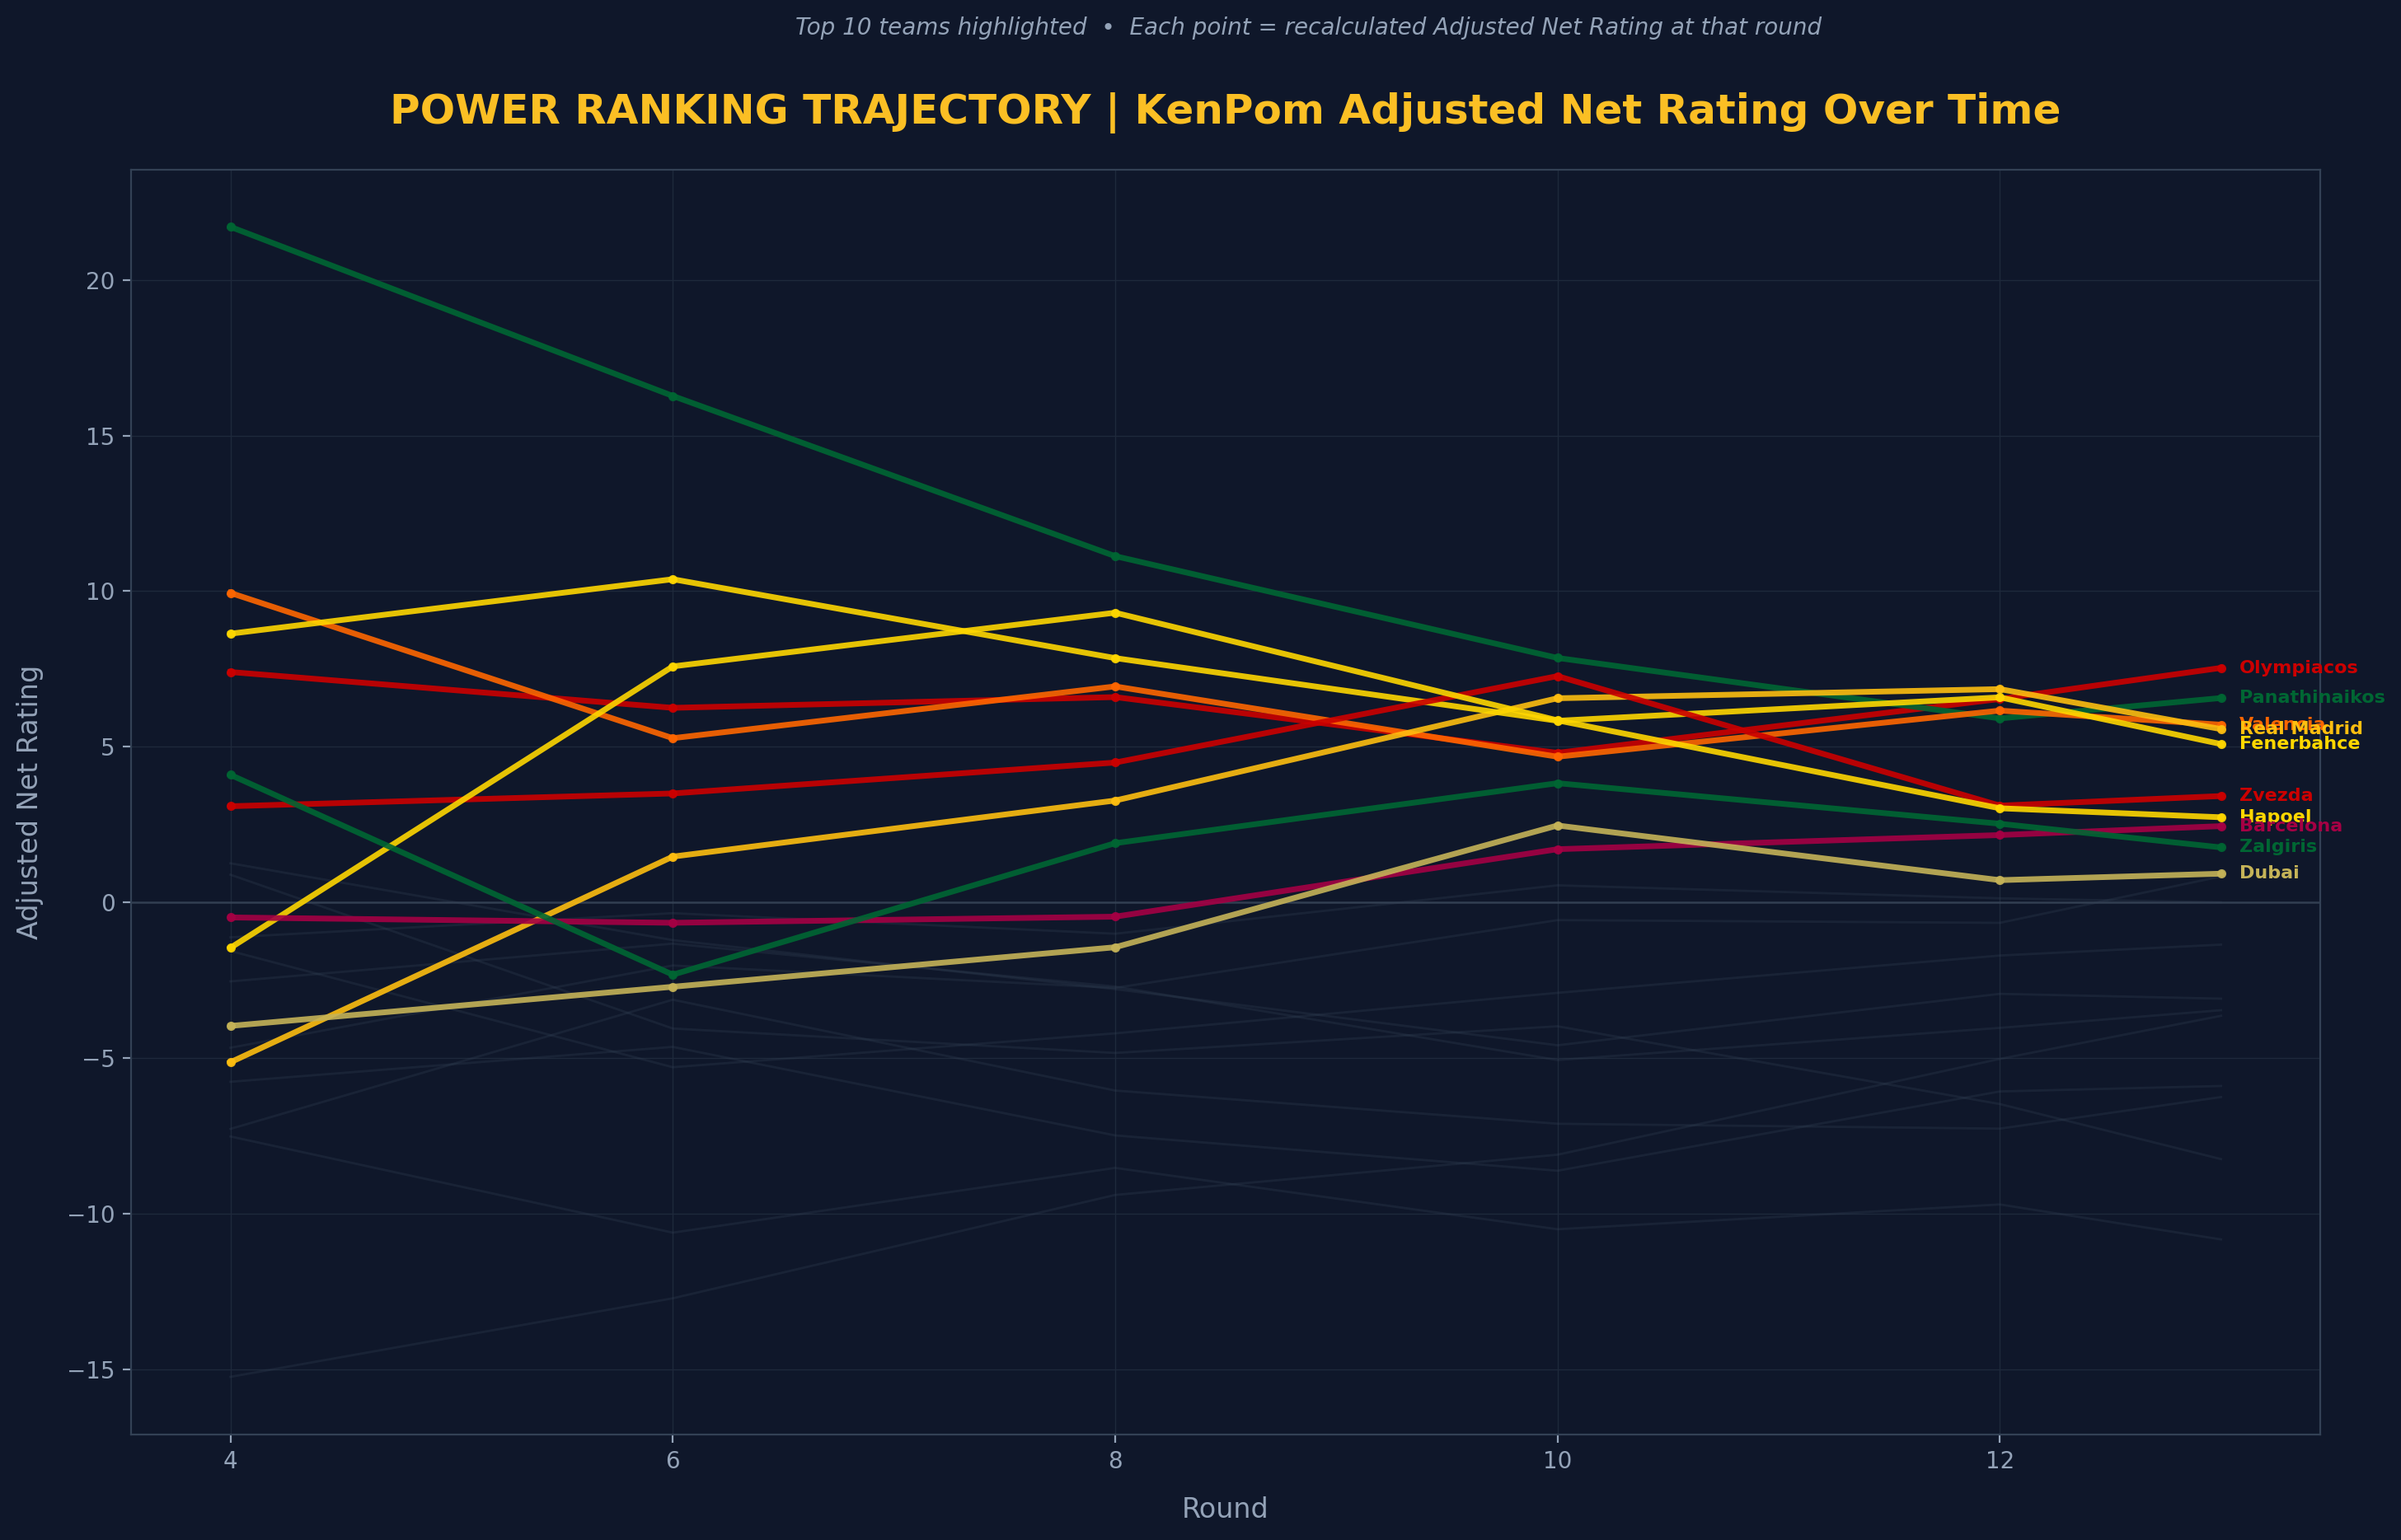 Top 10 teams highlighted • Each point = recalculated Adjusted Net Rating at that round
POWER RANKING TRAJECTORY | KenPom Adjusted Net Rating Over Time
Adjusted Net Rating
20
15
10
5
0
−5
−10
−15
Olympiacos
Panathinaikos
Valencia
Real Madrid
Fenerbahce
Zvezda
Hapoel
Barcelona
Zalgiris
Dubai
4
6
8
10
12
Round